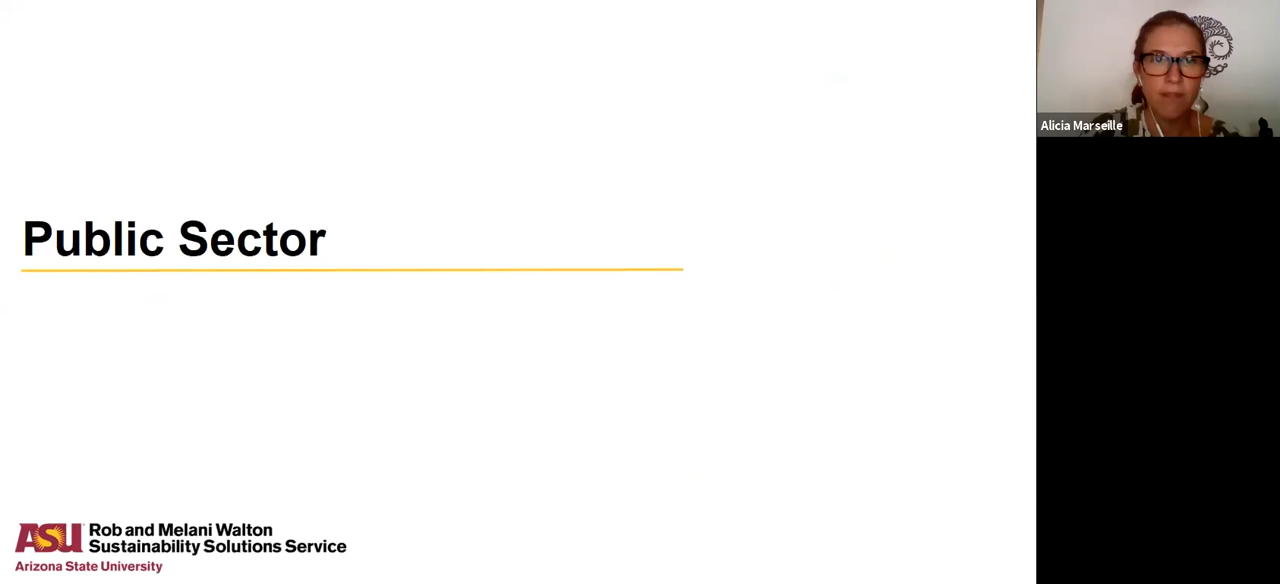 Public Sector
Alicia Marseille
ASU Rob and Melani Walton
Sustainability Solutions Service
Arizona State University